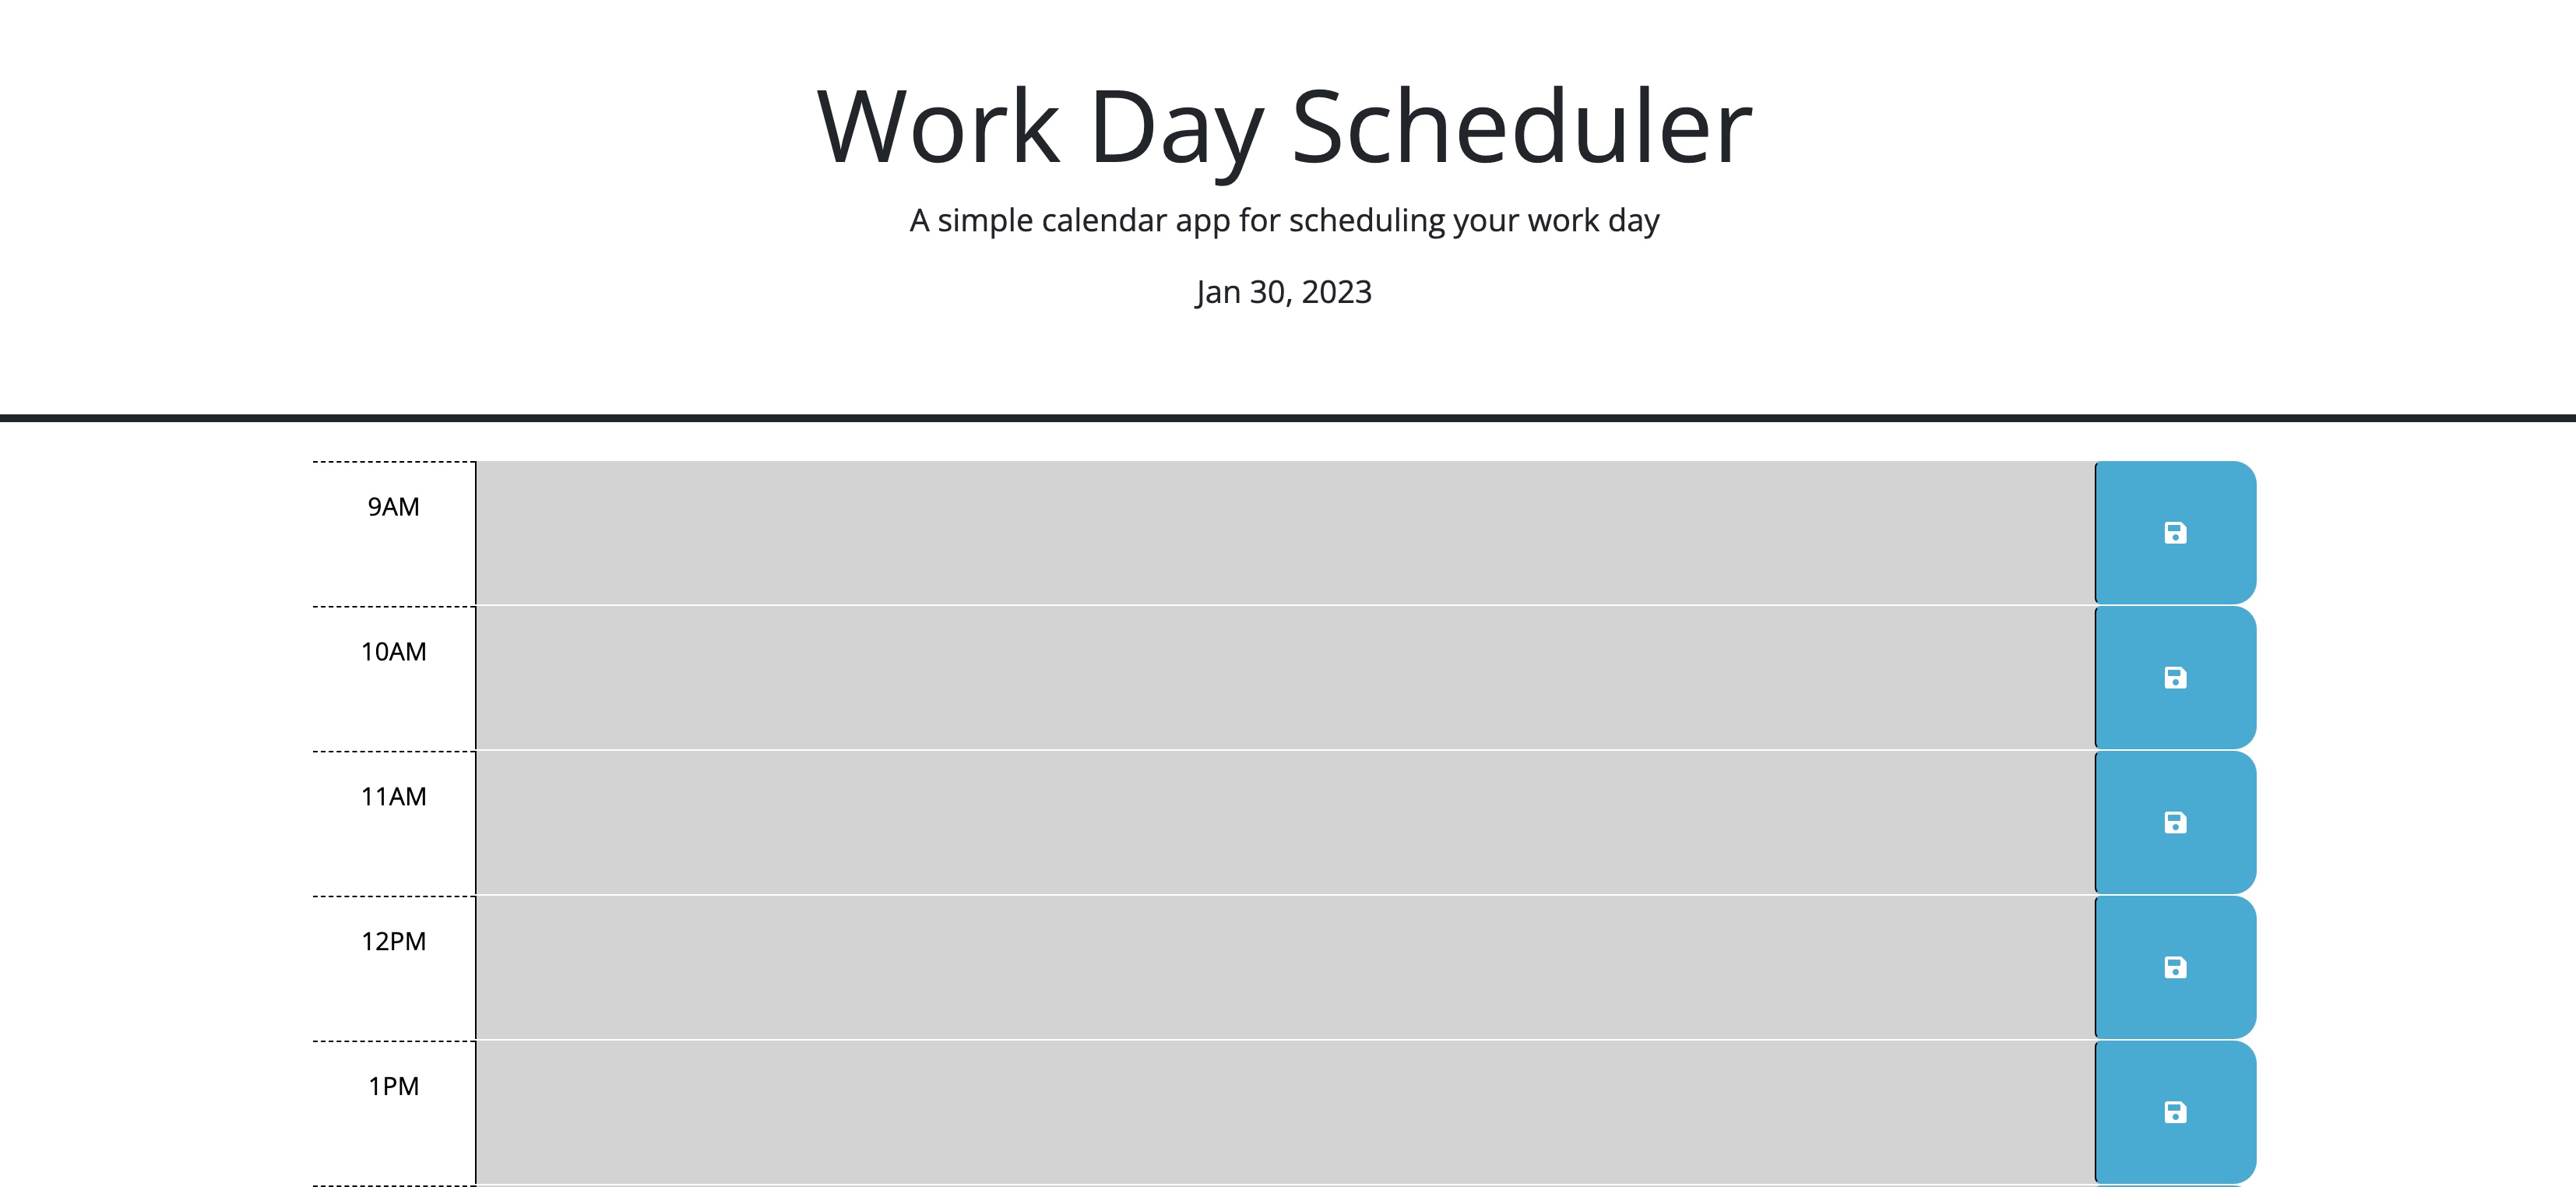 Work Day Scheduler
A simple calendar app for scheduling your work day
Jan 30, 2023
9AM
10AM
11AM
12PM
1PM